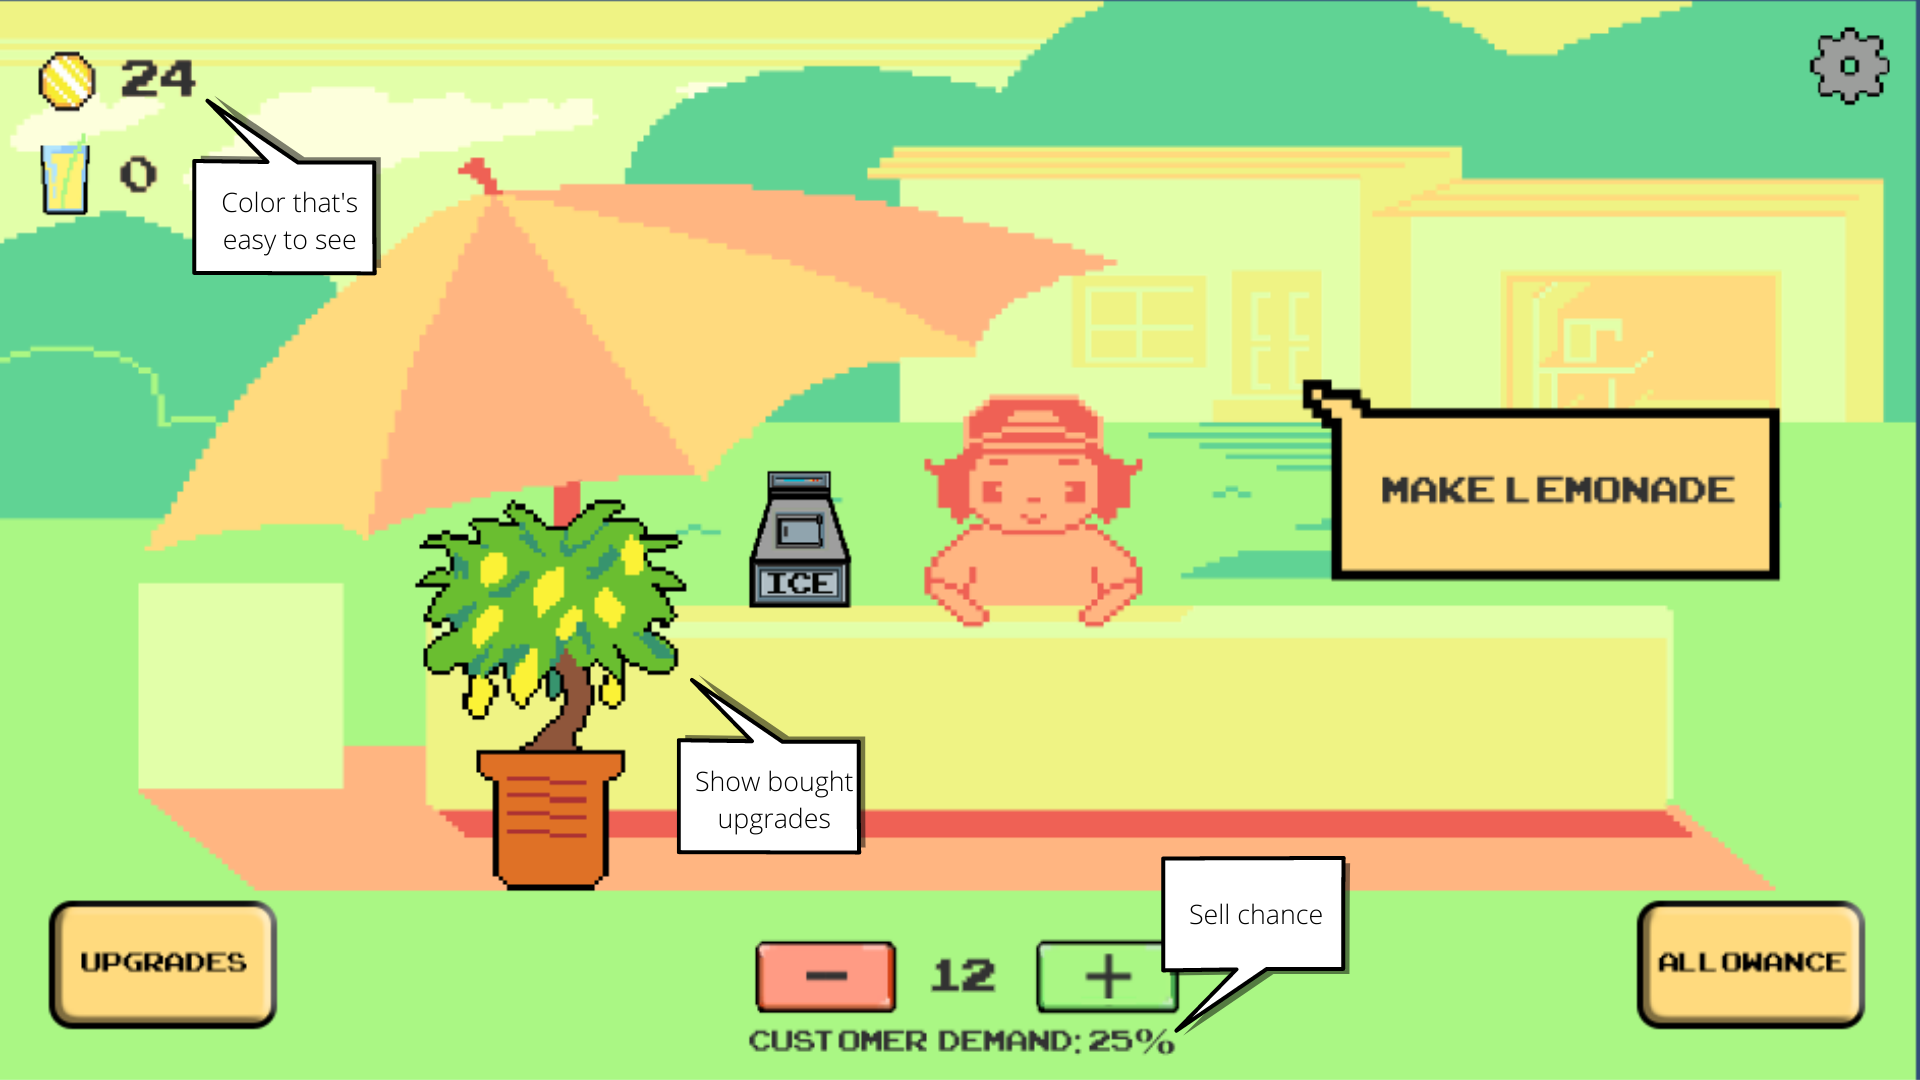 24
0
Color that's
easy to see
MAKE LEMONADE
ICE
Show bought
upgrades
Sell chance
UPGRADES
− 12 +
ALLOWANCE
CUSTOMER DEMAND: 25%